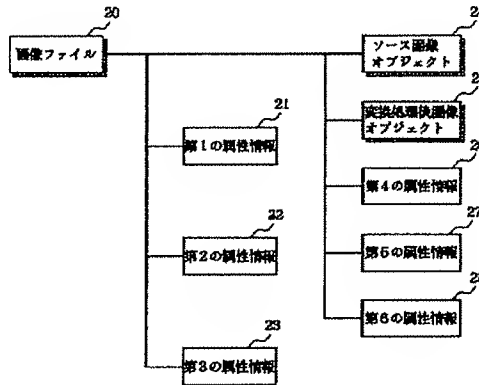 20
画像ファイル
21
第1の属性情報
22
第2の属性情報
23
第3の属性情報
2
ソース画像
オブジェクト
2
変換処理後画像
オブジェクト
2
第4の属性情報
27
第5の属性情報
2
第6の属性情報